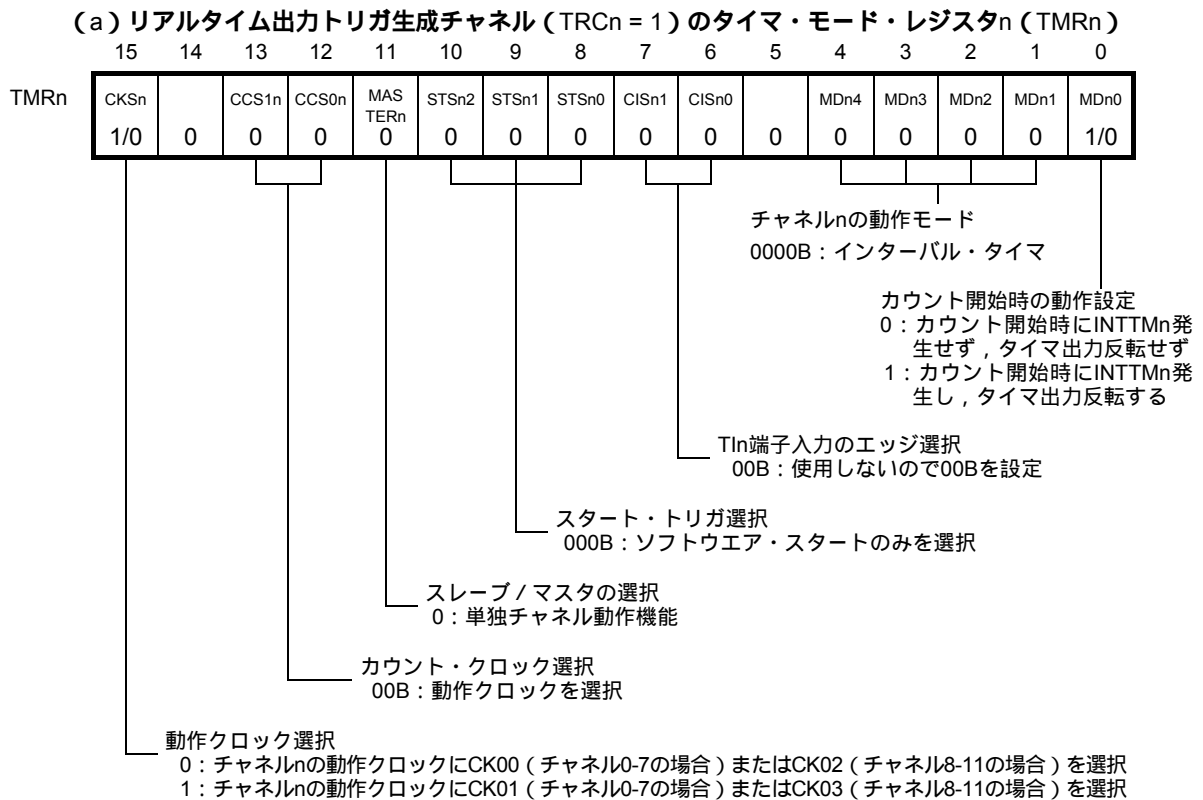 (a) リアルタイム出力トリガ生成チャネル（TRCn = 1）のタイマ・モード・レジスタn（TMRn）
15 14 13 12 11 10 9 8 7 6 5 4 3 2 1 0
TMRn CKSn CCS1n CCS0n MAS TERn STSn2 STSn1 STSn0 CISn1 CISn0 MDn4 MDn3 MDn2 MDn1 MDn0
1/0 0 0 0 0 0 0 0 0 0 0 0 0 0 0 1/0
チャネルnの動作モード
0000B：インターバル・タイマ
カウント開始時の動作設定
0：カウント開始時にINTTMn発
生せず，タイマ出力反転せず
1：カウント開始時にINTTMn発
生し，タイマ出力反転する
TIn端子入力のエッジ選択
00B：使用しないので00Bを設定
スタート・トリガ選択
000B：ソフトウエア・スタートのみを選択
スレーブ／マスタの選択
0：単独チャネル動作機能
カウント・クロック選択
00B：動作クロックを選択
動作クロック選択
0：チャネルnの動作クロックにCK00（チャネル0-7の場合）またはCK02（チャネル8-11の場合）を選択
1：チャネルnの動作クロックにCK01（チャネル0-7の場合）またはCK03（チャネル8-11の場合）を選択